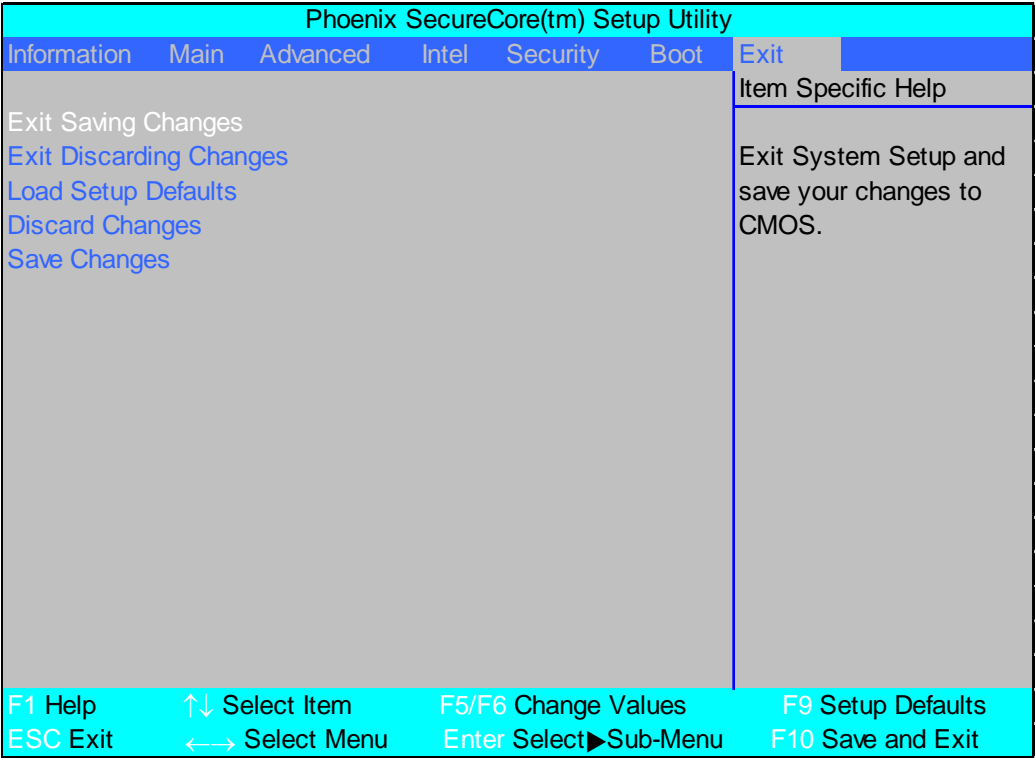 Phoenix SecureCore(tm) Setup Utility
Information Main Advanced Intel Security Boot Exit
Item Specific Help
Exit Saving Changes
Exit Discarding Changes
Load Setup Defaults
Discard Changes
Save Changes
Exit System Setup and
save your changes to
CMOS.
F1 Help ↑↓ Select Item F5/F6 Change Values F9 Setup Defaults
ESC Exit ←→ Select Menu Enter Select▶Sub-Menu F10 Save and Exit